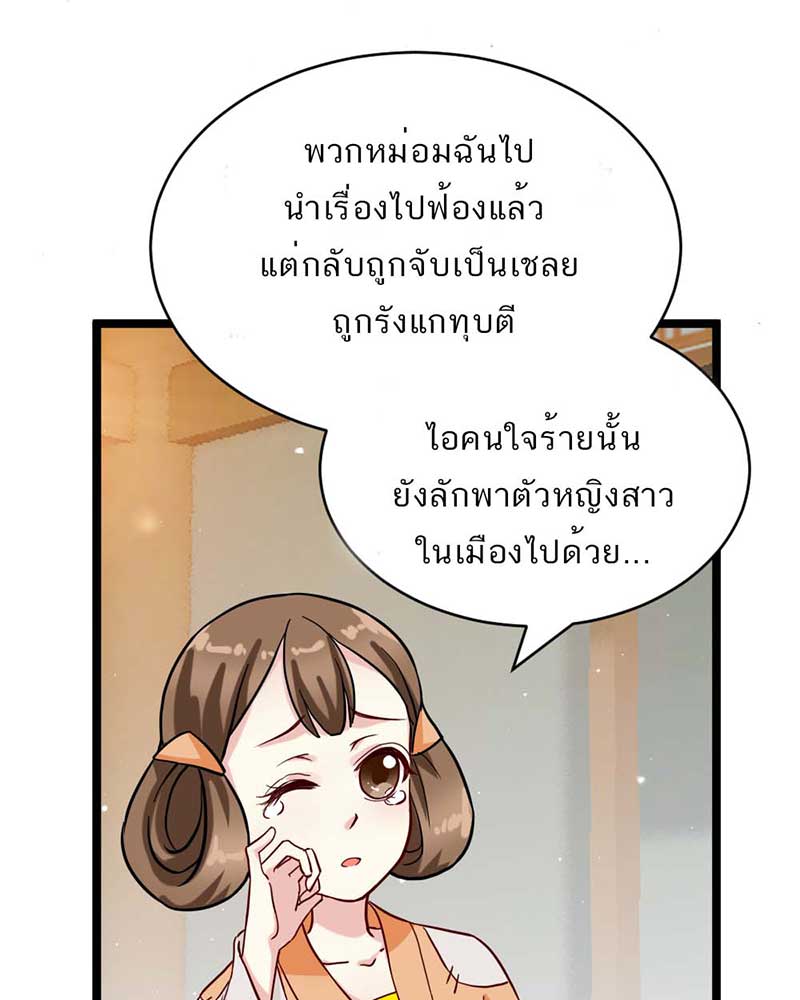 พวกหม่อมฉันไป
นำเรื่องไปฟ้องแล้ว
แต่กลับถูกจับเป็นเชลย
ถูกรังแกทุบตี
ไอคนใจร้ายนั้น
ยังลักพาตัวหญิงสาว
ในเมืองไปด้วย...